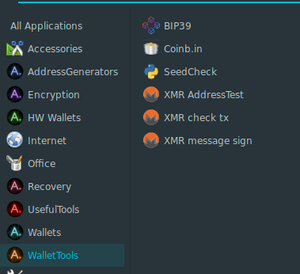 All Applications
Accessories
AddressGenerators
Encryption
HW Wallets
Internet
Office
Recovery
UsefulTools
Wallets
WalletTools
BIP39
Coinb.in
SeedCheck
XMR AddressTest
XMR check tx
XMR message sign